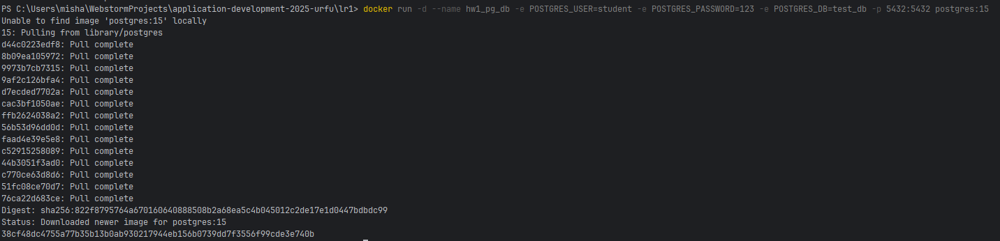 PS C:\Users\misha\WebstormProjects\application-development-2025-urfu\lr1> docker run -d --name hw1_pg_db -e POSTGRES_USER=student -e POSTGRES_PASSWORD=123 -e POSTGRES_DB=test_db -p 5432:5432 postgres:15
Unable to find image 'postgres:15' locally
15: Pulling from library/postgres
d44c0223edf8: Pull complete
8b09ea105972: Pull complete
9973b7cb7315: Pull complete
9af2c126bfa4: Pull complete
d7ecded7702a: Pull complete
cac3bf1050ae: Pull complete
ffb2624038a2: Pull complete
56b53d96dd0d: Pull complete
faad4e39e5e8: Pull complete
c52915258089: Pull complete
44b3051f3ad0: Pull complete
c770ce63d8d6: Pull complete
51fc08ce70d7: Pull complete
76ca22d683ce: Pull complete
Digest: sha256:822f8795764a670160640888508b2a68ea5c4b045012c2de17e1d0447bdbdc99
Status: Downloaded newer image for postgres:15
38cf48dc4755a77b35b13b0ab930217944eb156b0739dd7f3556f99cde3e740b